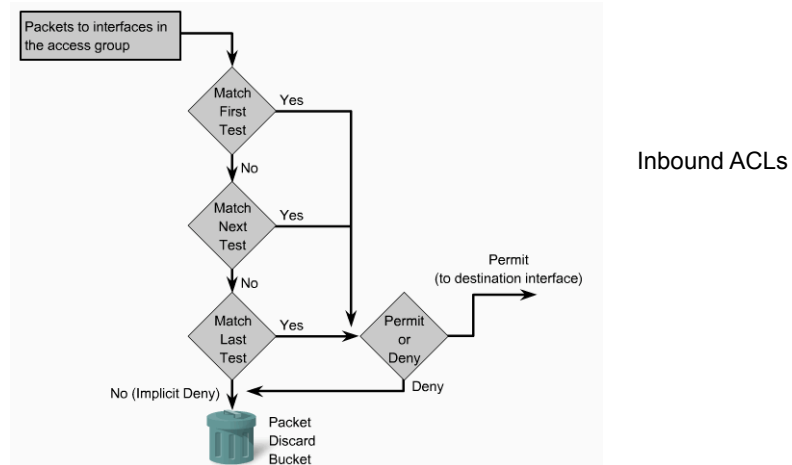 Packets to interfaces in
the access group
Match
First
Test
Yes
No
Inbound ACLs
Match
Next
Test
Yes
No
Permit
(to destination interface)
Match
Last
Test
Yes
Permit
or
Deny
No (Implicit Deny)
Deny
Packet
Discard
Bucket